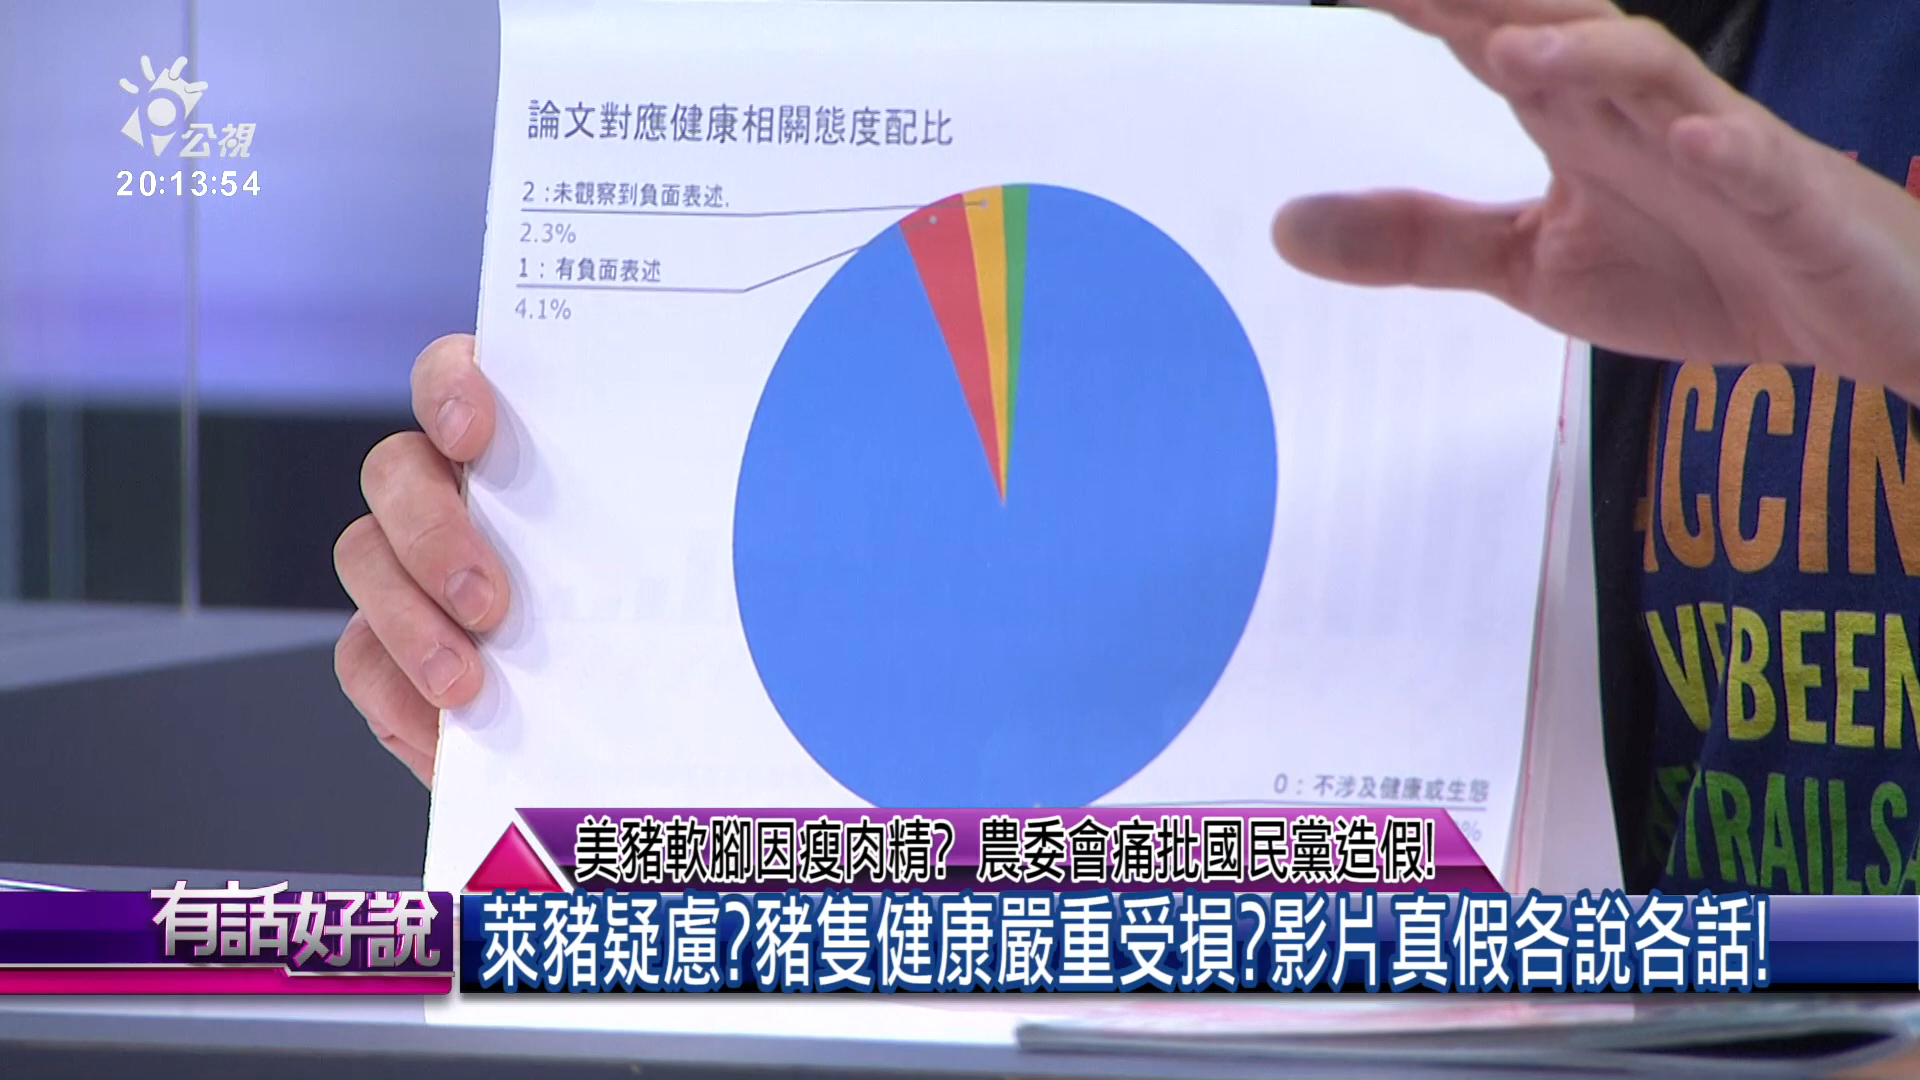 公視
20:13:54
論文對應健康相關態度配比
2 :未觀察到負面表述,
2.3%
1 : 有負面表述
4.1%
0 : 不涉及健康或生態
%
CCIN
BEEN
TRAILS
美豬軟腳因瘦肉精? 農委會痛批國民黨造假!
有話好說
萊豬疑慮?豬隻健康嚴重受損?影片真假各說各話!